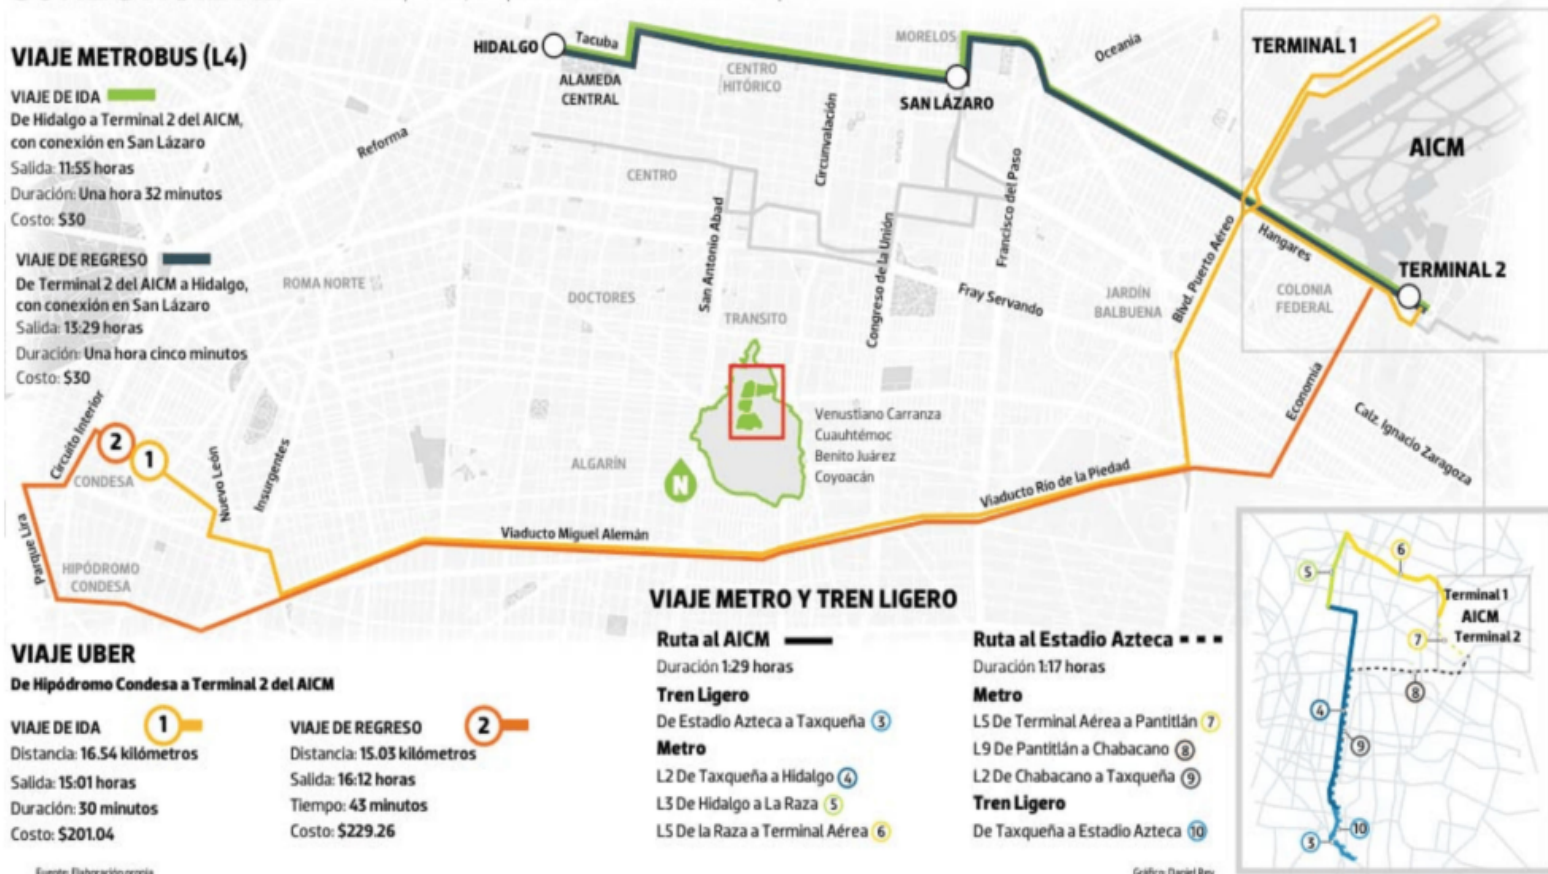 VIAJE METROBUS (L4)
VIAJE DE IDA
De Hidalgo a Terminal 2 del AICM,
con conexión en San Lázaro
Salida: 11:55 horas
Duración: Una hora 32 minutos
Costo: $30
VIAJE DE REGRESO
De Terminal 2 del AICM a Hidalgo,
con conexión en San Lázaro
Salida: 13:29 horas
Duración: Una hora cinco minutos
Costo: $30
HIDALGO
Tacuba
ALAMEDA
CENTRAL
CENTRO
HITÓRICO
MORELOS
SAN LÁZARO
Oceania
TERMINAL 1
AICM
TERMINAL 2
Hangares
COLONIA
FEDERAL
Reforma
CENTRO
Circunvalación
San Antonio Abad
Congreso de la Unión
Francisco del Paso
Fray Servando
JARDÍN
BALBUENA
Blvd. Puerto Aéreo
ROMA NORTE
DOCTORES
TRANSITO
Economía
Calz. Ignacio Zaragoza
Venustiano Carranza
Cuauhtémoc
Benito Juárez
Coyoacán
N
ALGARÍN
Circuito Interior
2
1
CONDESA
Nuevo León
Insurgentes
Parque Lira
HIPÓDROMO
CONDESA
Viaducto Miguel Alemán
Viaducto Río de la Piedad
VIAJE UBER
De Hipódromo Condesa a Terminal 2 del AICM
VIAJE DE IDA 1
Distancia: 16.54 kilómetros
Salida: 15:01 horas
Duración: 30 minutos
Costo: $201.04
VIAJE DE REGRESO 2
Distancia: 15.03 kilómetros
Salida: 16:12 horas
Tiempo: 43 minutos
Costo: $229.26
VIAJE METRO Y TREN LIGERO
Ruta al AICM
Duración 1:29 horas
Tren Ligero
De Estadio Azteca a Taxqueña 3
Metro
L2 De Taxqueña a Hidalgo 4
L3 De Hidalgo a La Raza 5
L5 De la Raza a Terminal Aérea 6
Ruta al Estadio Azteca
Duración 1:17 horas
Metro
L5 De Terminal Aérea a Pantitlán 7
L9 De Pantitlán a Chabacano 8
L2 De Chabacano a Taxqueña 9
Tren Ligero
De Taxqueña a Estadio Azteca 10
6
5
Terminal 1
AICM
7
Terminal 2
8
4
9
10
3
Fuente: Elaboración propia
Gráfico: Daniel Rey